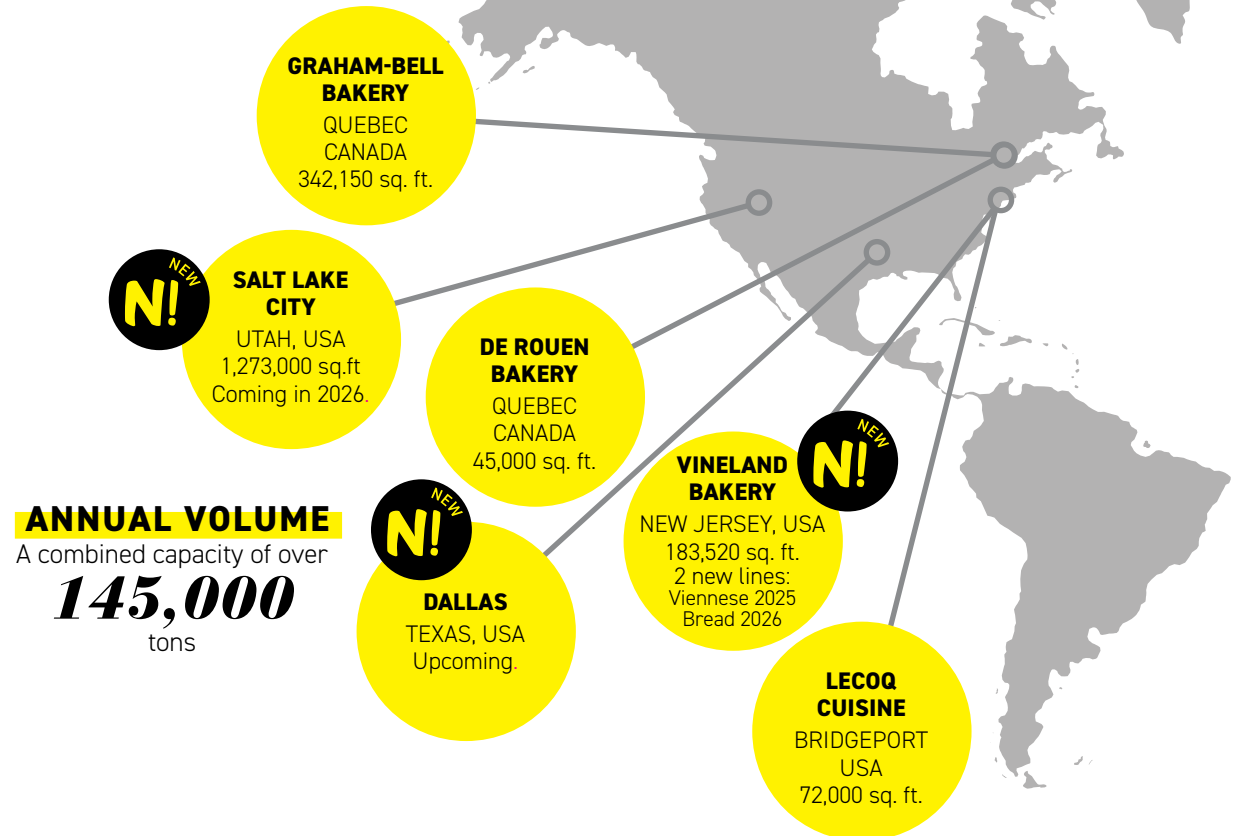 GRAHAM-BELL
BAKERY
QUEBEC
CANADA
342,150 sq. ft.
NEW
N!
SALT LAKE
CITY
UTAH, USA
1,273,000 sq.ft
Coming in 2026.
DE ROUEN
BAKERY
QUEBEC
CANADA
45,000 sq. ft.
NEW
N!
VINELAND
BAKERY
NEW JERSEY, USA
183,520 sq. ft.
2 new lines:
Viennese 2025
Bread 2026
ANNUAL VOLUME
A combined capacity of over
145,000
tons
NEW
N!
DALLAS
TEXAS, USA
Upcoming.
LECOQ
CUISINE
BRIDGEPORT
USA
72,000 sq. ft.